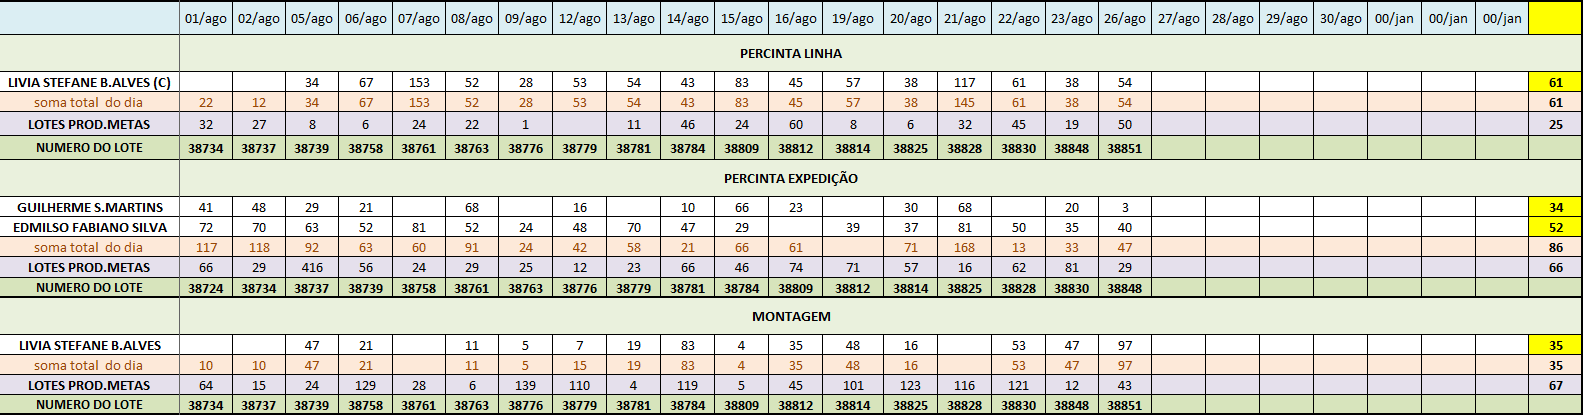 01/ago 02/ago 05/ago 06/ago 07/ago 08/ago 09/ago 12/ago 13/ago 14/ago 15/ago 16/ago 19/ago 20/ago 21/ago 22/ago 23/ago 26/ago 27/ago 28/ago 29/ago 30/ago 00/jan 00/jan 00/jan
PERCINTA LINHA
LIVIA STEFANE B.ALVES (C) 34 67 153 52 28 53 54 43 83 45 57 38 117 61 38 54 61
soma total do dia 22 12 34 67 153 52 28 53 54 43 83 45 57 38 145 61 38 54 61
LOTES PROD.METAS 32 27 8 6 24 22 1 11 46 24 60 8 6 32 45 19 50 25
NUMERO DO LOTE 38734 38737 38739 38758 38761 38763 38776 38779 38781 38784 38809 38812 38814 38825 38828 38830 38848 38851
PERCINTA EXPEDIÇÃO
GUILHERME S.MARTINS 41 48 29 21 68 16 10 66 23 30 68 20 3 34
EDMILSO FABIANO SILVA 72 70 63 52 81 52 24 48 70 47 29 39 37 81 50 35 40 52
soma total do dia 117 118 92 63 60 91 24 42 58 21 66 61 71 168 13 33 47 86
LOTES PROD.METAS 66 29 416 56 24 29 25 12 23 66 46 74 71 57 16 62 81 29 66
NUMERO DO LOTE 38724 38734 38737 38739 38758 38761 38763 38776 38779 38781 38784 38809 38812 38814 38825 38828 38830 38848
MONTAGEM
LIVIA STEFANE B.ALVES 47 21 11 5 7 19 83 4 35 48 16 53 47 97 35
soma total do dia 10 10 47 21 11 5 15 19 83 4 35 48 16 53 47 97 35
LOTES PROD.METAS 64 15 24 129 28 6 139 110 4 119 5 45 101 123 116 121 12 43 67
NUMERO DO LOTE 38734 38737 38739 38758 38761 38763 38776 38779 38781 38784 38809 38812 38814 38825 38828 38830 38848 38851